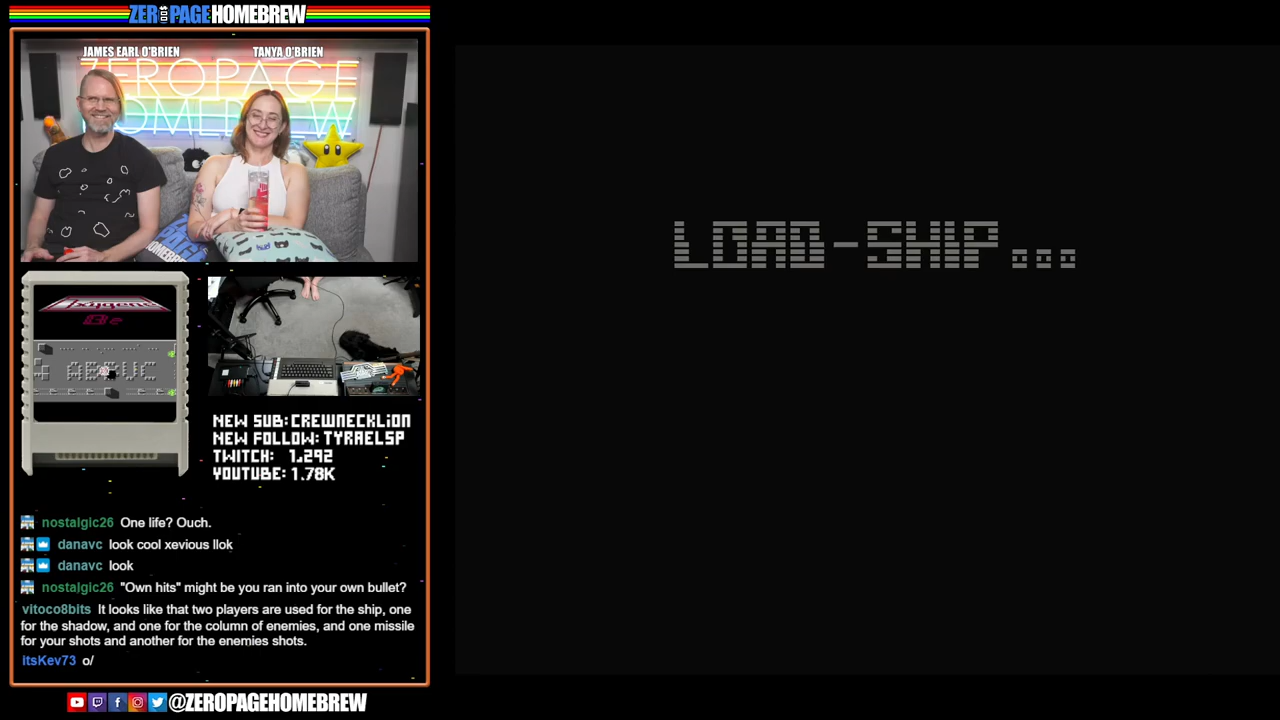 ZEROPAGE HOMEBREW
JAMES EARL O'BRIEN
TANYA O'BRIEN
ZEROPAGE
HOMEBREW
LOAD-SHIP...
NEW SUB: CREWNECKLION
NEW FOLLOW: TYRAELSP
TWITCH: 1,292
YOUTUBE: 1.78K
nostalgic26 One life? Ouch.
danavc look cool xevious llok
danavc look
nostalgic26 "Own hits" might be you ran into your own bullet?
vitoco8bits It looks like that two players are used for the ship, one
for the shadow, and one for the column of enemies, and one missile
for your shots and another for the enemies shots.
itsKev73 o/
@ZEROPAGEHOMEBREW